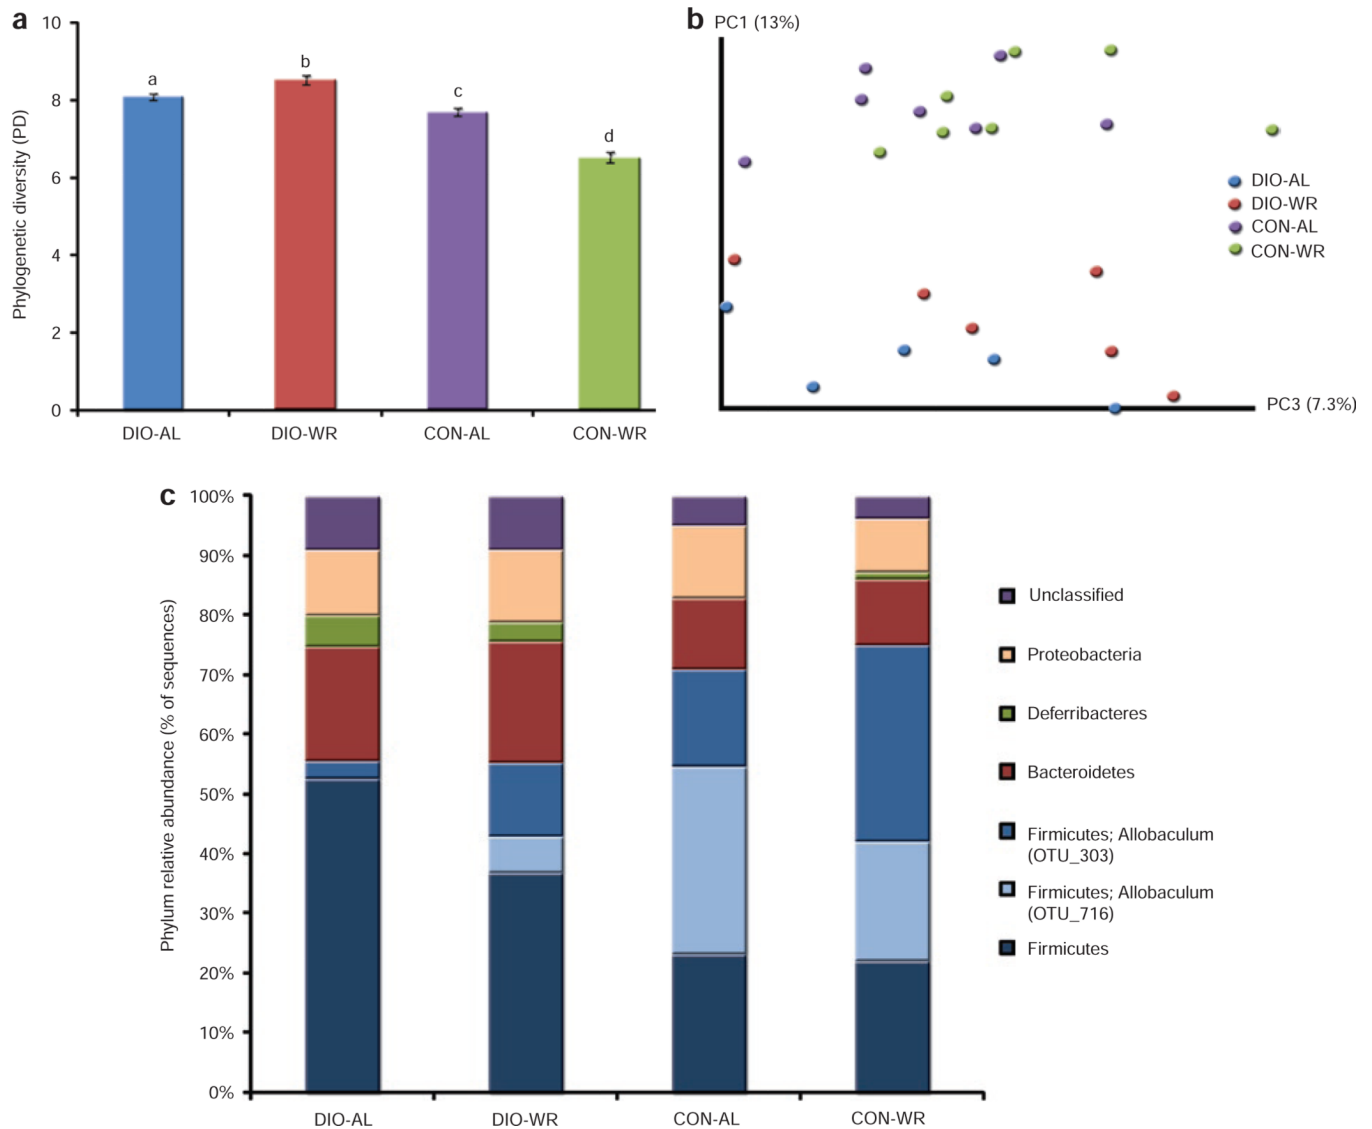 a
Phylogenetic diversity (PD)
10
8
6
4
2
0
a
b
c
d
DIO-AL
DIO-WR
CON-AL
CON-WR
b
PC1 (13%)
DIO-AL
DIO-WR
CON-AL
CON-WR
PC3 (7.3%)
c
Phylum relative abundance (% of sequences)
100%
90%
80%
70%
60%
50%
40%
30%
20%
10%
0%
DIO-AL
DIO-WR
CON-AL
CON-WR
Unclassified
Proteobacteria
Deferribacteres
Bacteroidetes
Firmicutes; Allobaculum
(OTU_303)
Firmicutes; Allobaculum
(OTU_716)
Firmicutes